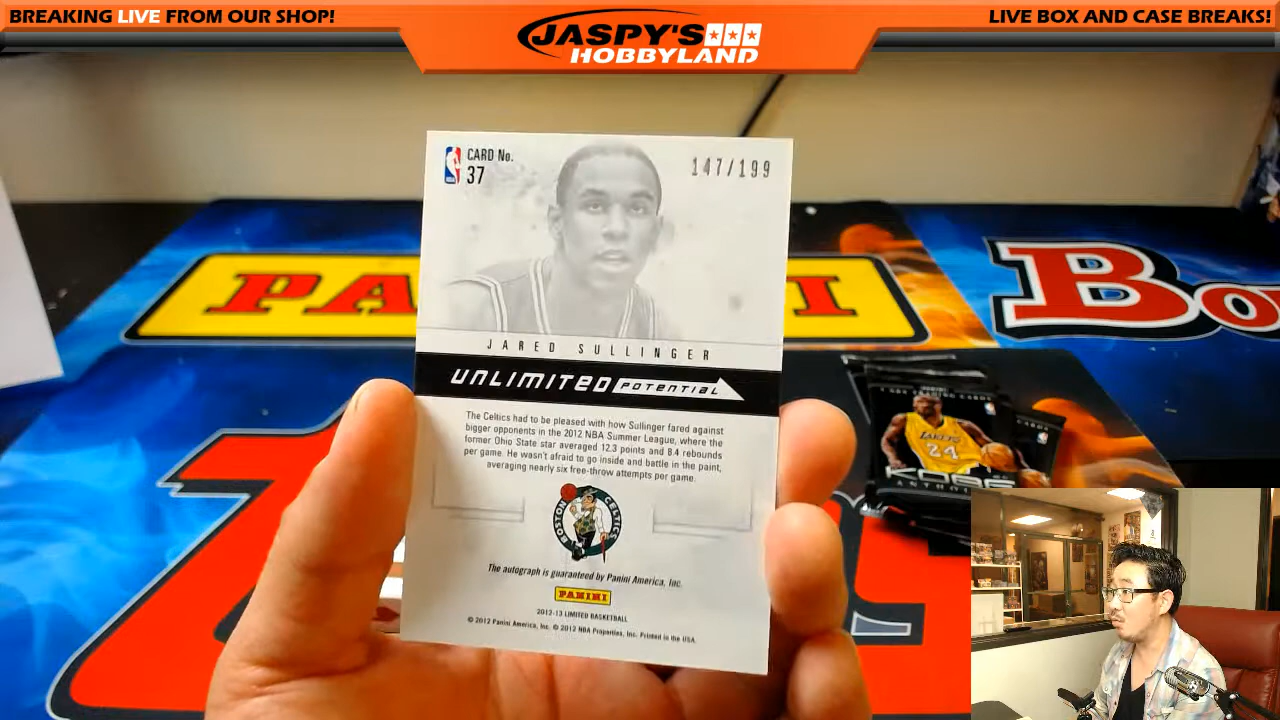 BREAKING LIVE FROM OUR SHOP!
JASPY'S
HOBBYLAND
LIVE BOX AND CASE BREAKS!
CARD No.
37
147/199
JARED SULLINGER
UNLIMITED POTENTIAL
The Celtics had to be pleased with how Sullinger fared against
bigger opponents in the 2012 NBA Summer League, where the
former Ohio State star averaged 12.3 points and 8.4 rebounds
per game. He wasn't afraid to go inside and battle in the paint,
averaging nearly six free-throw attempts per game.
BOSTON CELTICS
The autograph is guaranteed by Panini America, Inc.
PANINI
2012-13 LIMITED BASKETBALL
© 2012 Panini America, Inc. © 2012 NBA Properties, Inc. Printed in the USA.
PA
I
Bo
LAKERS
24
KOBE